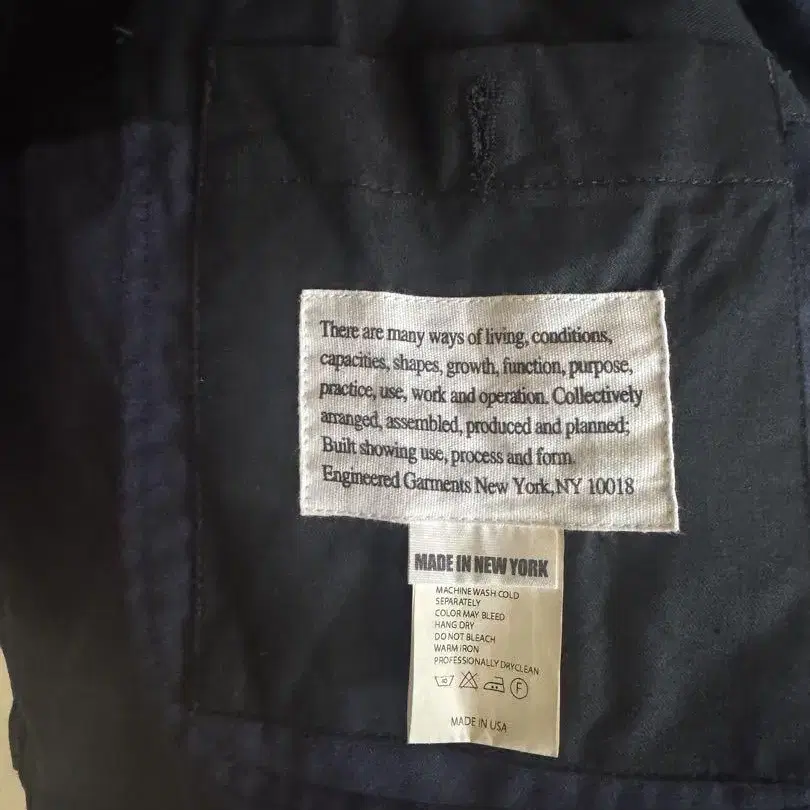 There are many ways of living, conditions,
capacities, shapes, growth, function, purpose,
practice, use, work and operation. Collectively
arranged, assembled, produced and planned;
Built showing use, process and form.
Engineered Garments New York, NY 10018
MADE IN NEW YORK
MACHINE WASH COLD
SEPARATELY
COLOR MAY BLEED
HANG DRY
DO NOT BLEACH
WARM IRON
PROFESSIONALLY DRYCLEAN
F
MADE IN USA